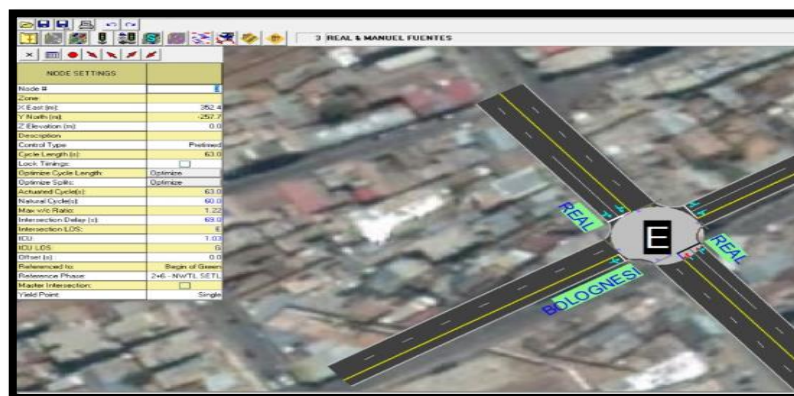 3 REAL & MANUEL FUENTES
NODE SETTINGS
Node #
Zone:
X East (m): 352.4
Y North (m): -257.7
Z Elevation (m): 0.0
Description
Control Type Pretimed
Cycle Length (s): 63.0
Lock Timings:
Optimize Cycle Length: Optimize
Optimize Splits: Optimize
Actuated Cycle(s): 63.0
Natural Cycle(s): 60.0
Max v/c Ratio: 1.22
Intersection Delay (s): 69.0
Intersection LOS: E
ICU: 1.03
ICU LOS: G
Offset (s): 0.0
Referenced to: Begin of Green
Reference Phase: 2+6 - NWTL SETL
Master Intersection:
Yield Point: Single
REAL
E
REAL
BOLOGNESI